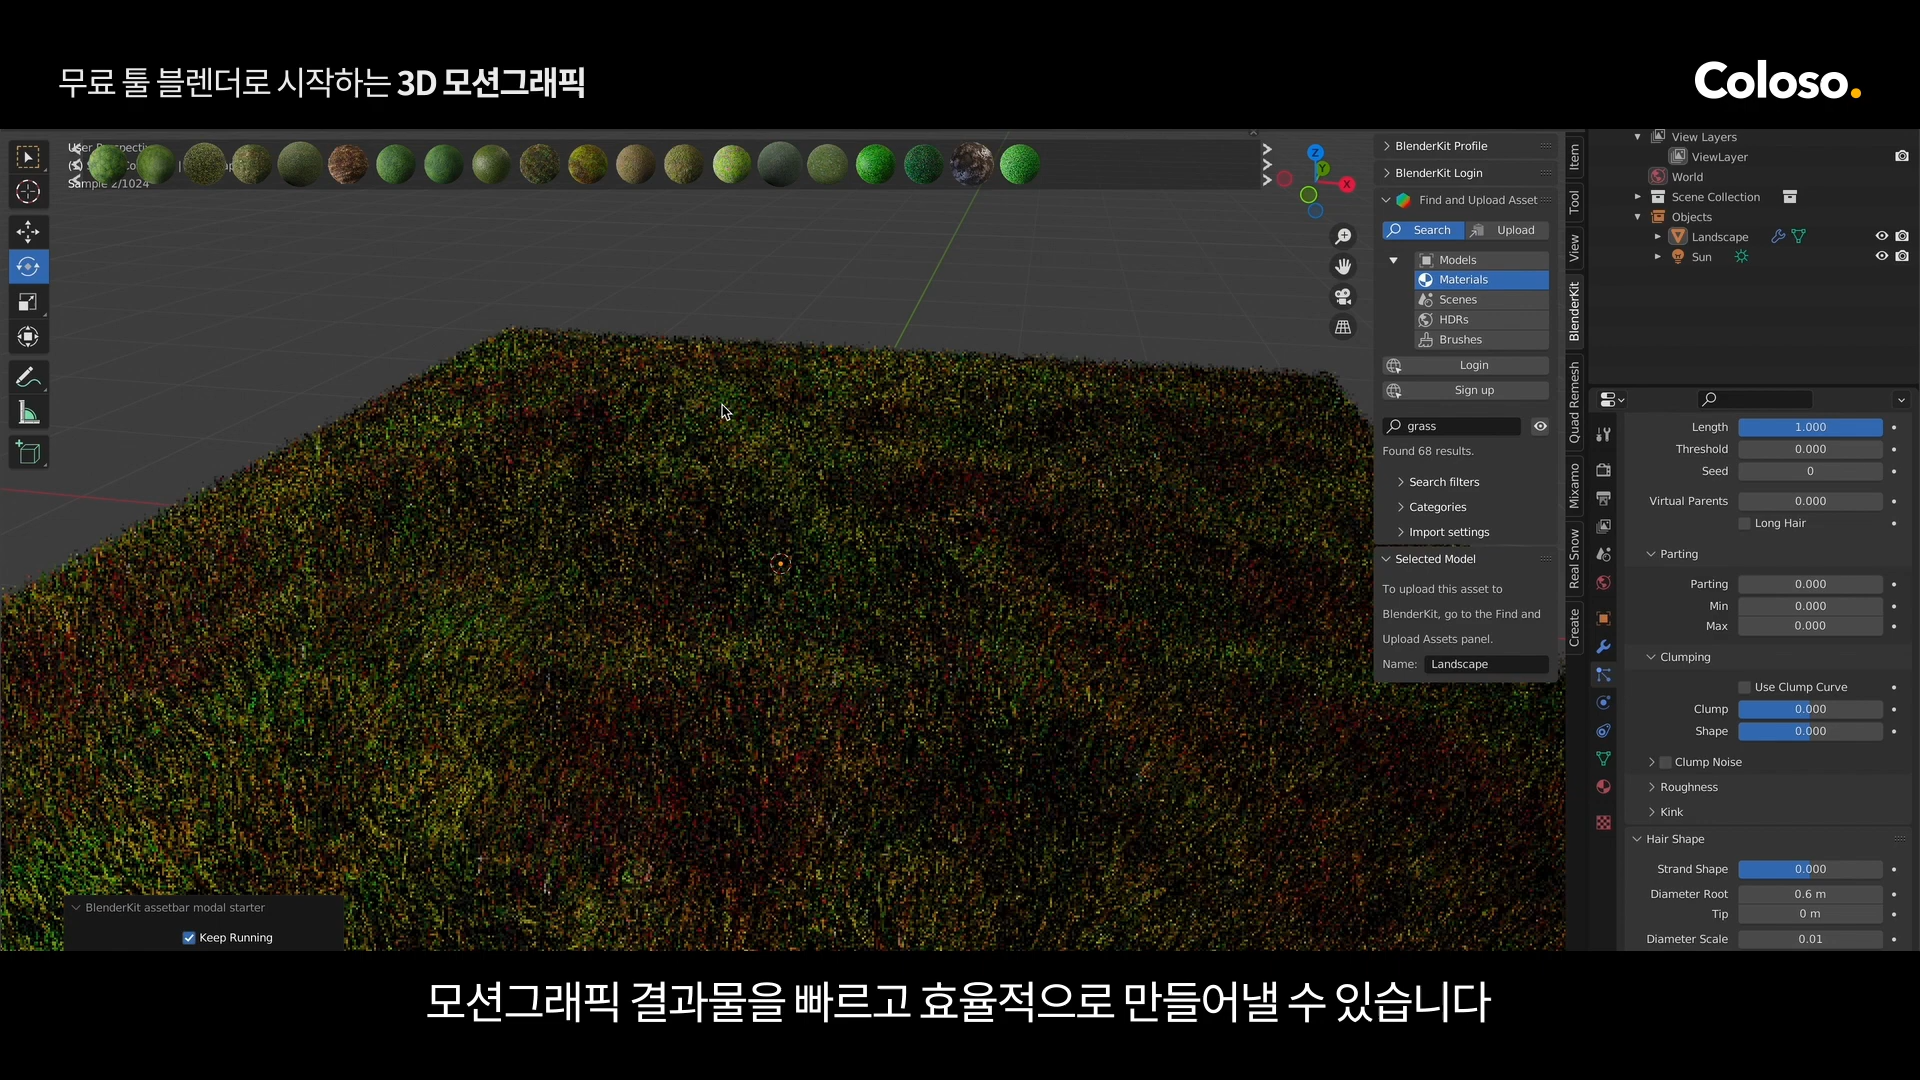 무료 툴 블렌더로 시작하는 3D 모션그래픽
Coloso.
Sample 2/1024
BlenderKit Profile
BlenderKit Login
Find and Upload Asset
Search
Upload
Models
Materials
Scenes
HDRs
Brushes
Login
Sign up
grass
Found 68 results.
Search filters
Categories
Import settings
Selected Model
To upload this asset to
BlenderKit, go to the Find and
Upload Assets panel.
Name: Landscape
Z
Y
X
Item
Tool
View
BlenderKit
Quad Remesh
Mixamo
Real Snow
Create
View Layers
ViewLayer
World
Scene Collection
Objects
Landscape
Sun
Length 1.000
Threshold 0.000
Seed 0
Virtual Parents 0.000
Long Hair
Parting
Parting 0.000
Min 0.000
Max 0.000
Clumping
Use Clump Curve
Clump 0.000
Shape 0.000
Clump Noise
Roughness
Kink
Hair Shape
Strand Shape 0.000
Diameter Root 0.6 m
Tip 0 m
Diameter Scale 0.01
BlenderKit assetbar modal starter
Keep Running
모션그래픽 결과물을 빠르고 효율적으로 만들어낼 수 있습니다